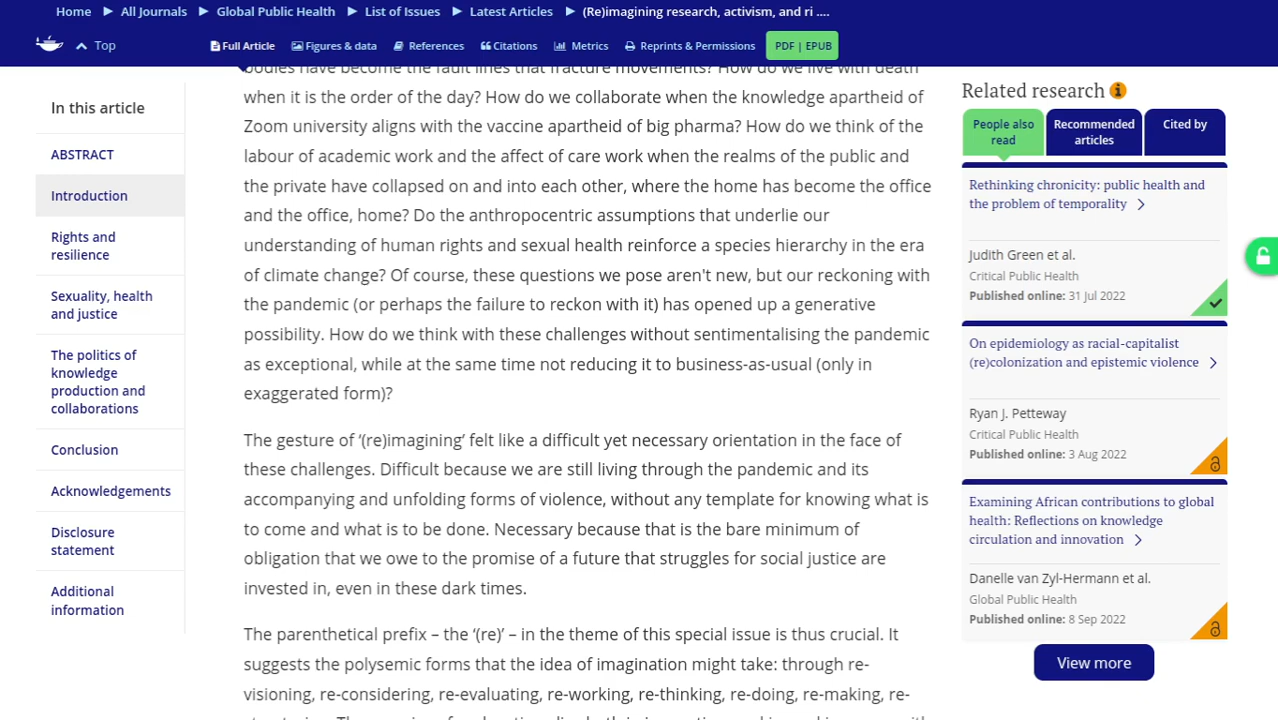 Home ▶ All Journals ▶ Global Public Health ▶ List of Issues ▶ Latest Articles ▶ (Re)imagining research, activism, and ri ....
Top
Full Article
Figures & data
References
Citations
Metrics
Reprints & Permissions
PDF | EPUB
In this article
ABSTRACT
Introduction
Rights and
resilience
Sexuality, health
and justice
The politics of
knowledge
production and
collaborations
Conclusion
Acknowledgements
Disclosure
statement
Additional
information
bodies have become the fault lines that fracture movements? How do we live with death
when it is the order of the day? How do we collaborate when the knowledge apartheid of
Zoom university aligns with the vaccine apartheid of big pharma? How do we think of the
labour of academic work and the affect of care work when the realms of the public and
the private have collapsed on and into each other, where the home has become the office
and the office, home? Do the anthropocentric assumptions that underlie our
understanding of human rights and sexual health reinforce a species hierarchy in the era
of climate change? Of course, these questions we pose aren't new, but our reckoning with
the pandemic (or perhaps the failure to reckon with it) has opened up a generative
possibility. How do we think with these challenges without sentimentalising the pandemic
as exceptional, while at the same time not reducing it to business-as-usual (only in
exaggerated form)?
The gesture of ‘(re)imagining’ felt like a difficult yet necessary orientation in the face of
these challenges. Difficult because we are still living through the pandemic and its
accompanying and unfolding forms of violence, without any template for knowing what is
to come and what is to be done. Necessary because that is the bare minimum of
obligation that we owe to the promise of a future that struggles for social justice are
invested in, even in these dark times.
The parenthetical prefix – the ‘(re)’ – in the theme of this special issue is thus crucial. It
suggests the polysemic forms that the idea of imagination might take: through re-
visioning, re-considering, re-evaluating, re-working, re-thinking, re-doing, re-making, re-
Related research
People also
read
Recommended
articles
Cited by
Rethinking chronicity: public health and
the problem of temporality
Judith Green et al.
Critical Public Health
Published online: 31 Jul 2022
On epidemiology as racial-capitalist
(re)colonization and epistemic violence
Ryan J. Petteway
Critical Public Health
Published online: 3 Aug 2022
Examining African contributions to global
health: Reflections on knowledge
circulation and innovation
Danelle van Zyl-Hermann et al.
Global Public Health
Published online: 8 Sep 2022
View more